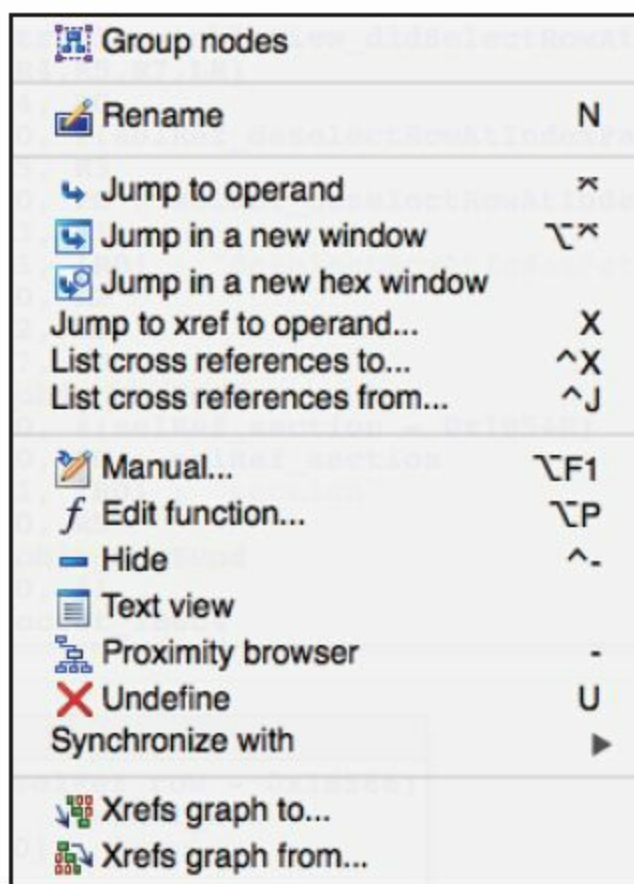 Group nodes
Rename N
Jump to operand ⌤
Jump in a new window ⌥⌤
Jump in a new hex window
Jump to xref to operand... X
List cross references to... ^X
List cross references from... ^J
Manual... ⌥F1
Edit function... ⌥P
Hide ^-
Text view
Proximity browser -
Undefine U
Synchronize with ▶
Xrefs graph to...
Xrefs graph from...